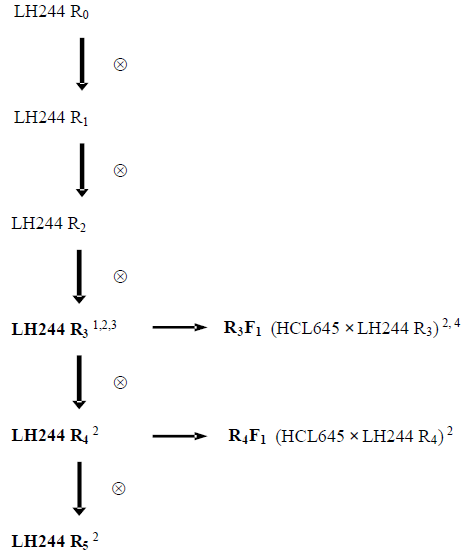 LH244 R₀
⊗
LH244 R₁
⊗
LH244 R₂
⊗
LH244 R₃ ¹,²,³ R₃F₁ (HCL645 × LH244 R₃) ²,⁴
⊗
LH244 R₄ ² R₄F₁ (HCL645 × LH244 R₄) ²
⊗
LH244 R₅ ²